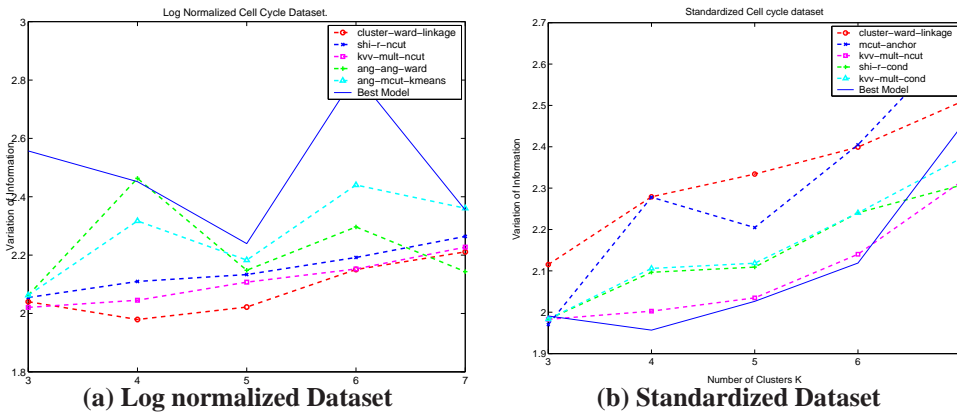 Log Normalized Cell Cycle Dataset.
3
2.8
2.6
2.4
2.2
2
1.8
Variation of Information
3 4 5 6 7
cluster-ward-linkage
shi-r-ncut
kvv-mult-ncut
ang-ang-ward
ang-mcut-kmeans
Best Model
(a) Log normalized Dataset
Standardized Cell cycle dataset
2.7
2.6
2.5
2.4
2.3
2.2
2.1
2
1.9
Variation of Information
3 4 5 6
Number of Clusters K
cluster-ward-linkage
mcut-anchor
kvv-mult-ncut
shi-r-cond
kvv-mult-cond
Best Model
(b) Standardized Dataset